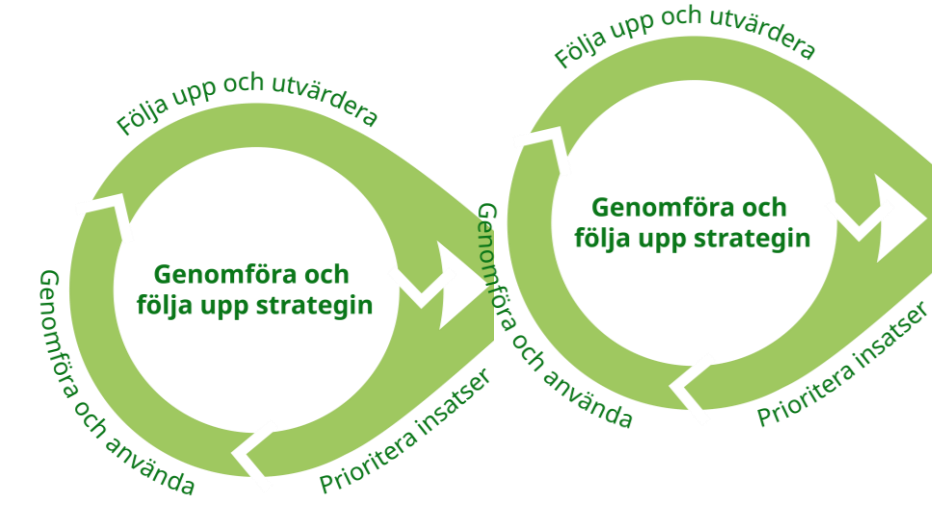 Följa upp och utvärdera
Genomföra och
följa upp strategin
Genomföra och använda
Prioritera insatser
Följa upp och utvärdera
Genomföra och
följa upp strategin
Genomföra och använda
Prioritera insatser